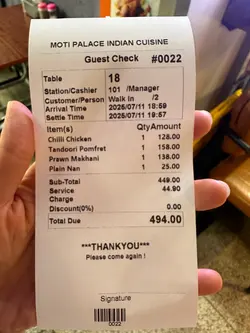 MOTI PALACE INDIAN CUISINE
Guest Check #0022
Table 18
Station/Cashier 101 /Manager
Customer/Person Walk in /2
Arrival Time 2025/07/11 18:59
Settle Time 2025/07/11 19:57
Item(s) Qty Amount
Chilli Chicken 1 128.00
Tandoori Pomfret 1 158.00
Prawn Makhani 1 138.00
Plain Nan 1 25.00
Sub-Total 449.00
Service 44.90
Charge
Discount(0%) 0.00
Total Due 494.00
***THANKYOU***
Please come again !
Signature
0022